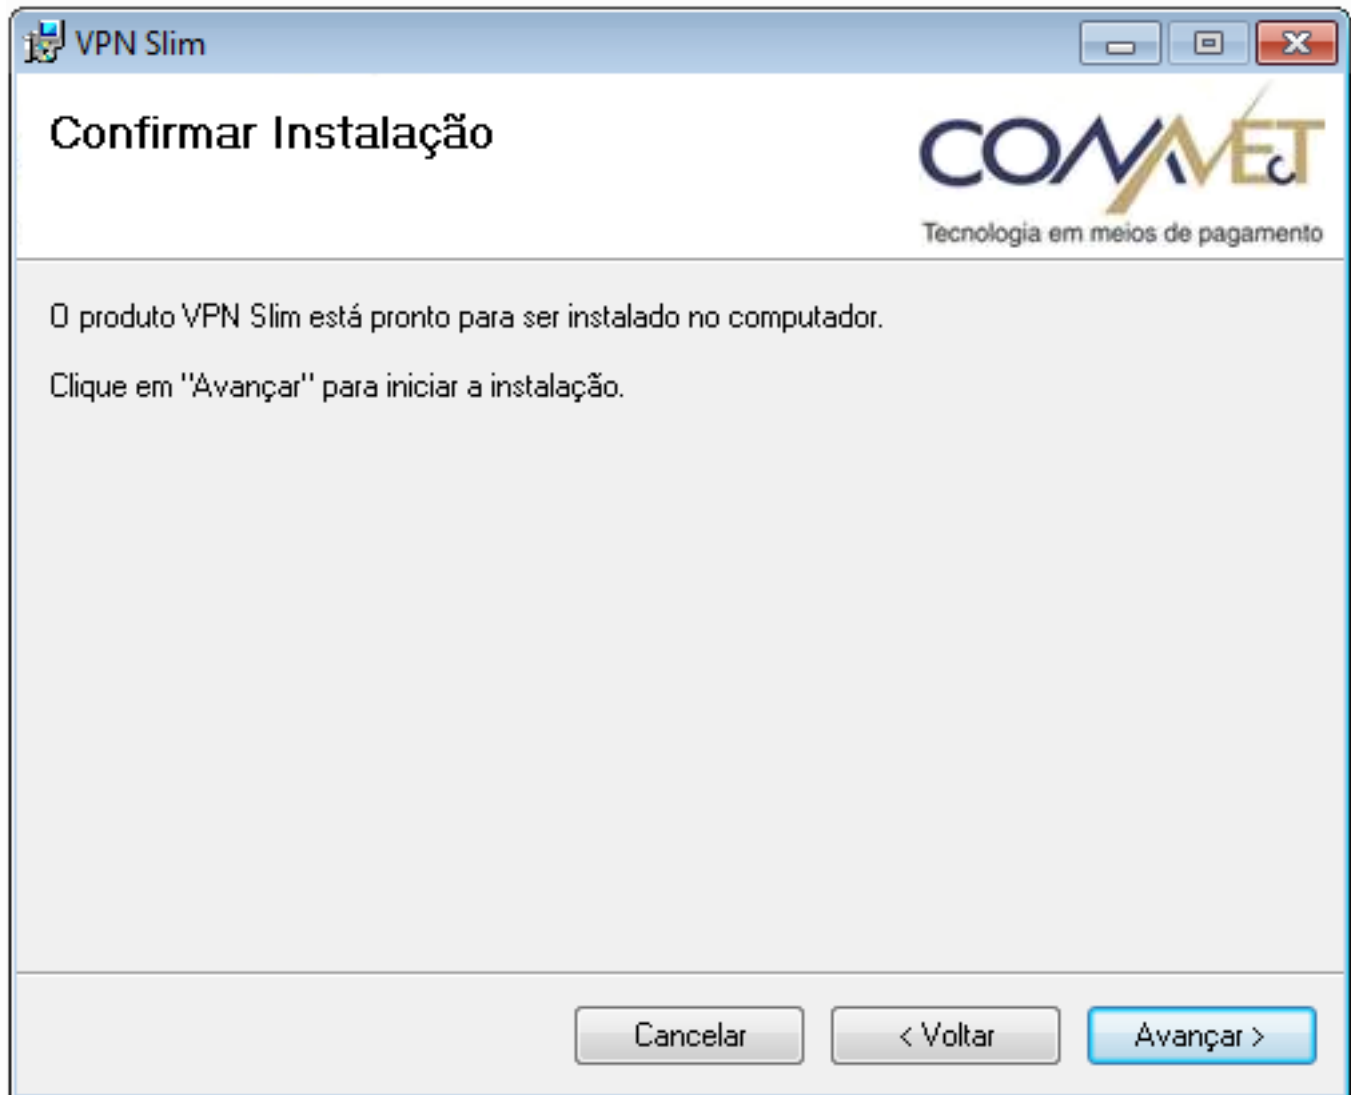 VPN Slim
Confirmar Instalação
CONNECT
Tecnologia em meios de pagamento
O produto VPN Slim está pronto para ser instalado no computador.
Clique em "Avançar" para iniciar a instalação.
Cancelar
< Voltar
Avançar >